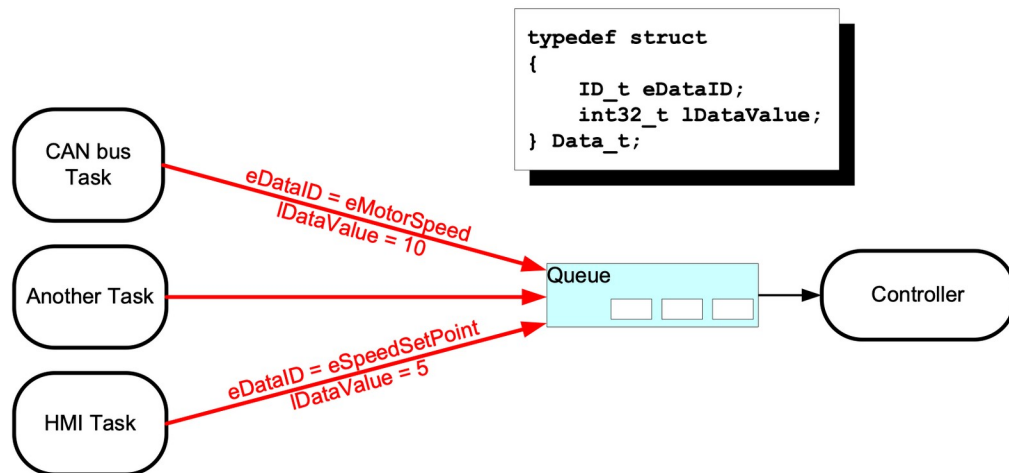 typedef struct
{
    ID_t eDataID;
    int32_t lDataValue;
} Data_t;
CAN bus
Task
eDataID = eMotorSpeed
lDataValue = 10
Another Task
Queue
Controller
eDataID = eSpeedSetPoint
lDataValue = 5
HMI Task